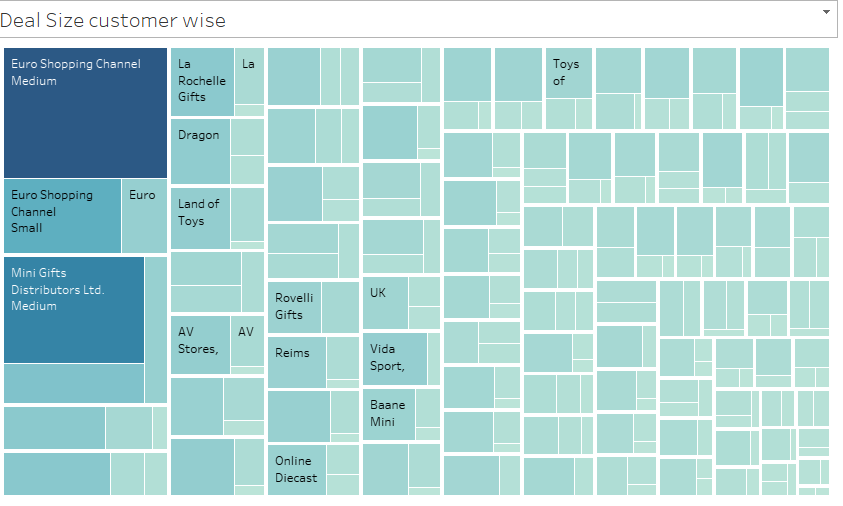 Deal Size customer wise
Euro Shopping Channel
Medium
Euro Shopping
Channel
Small
Euro
Mini Gifts
Distributors Ltd.
Medium
La
Rochelle
Gifts
La
Dragon
Land of
Toys
AV
Stores,
AV
Rovelli
Gifts
Reims
Online
Diecast
UK
Vida
Sport,
Baane
Mini
Toys
of